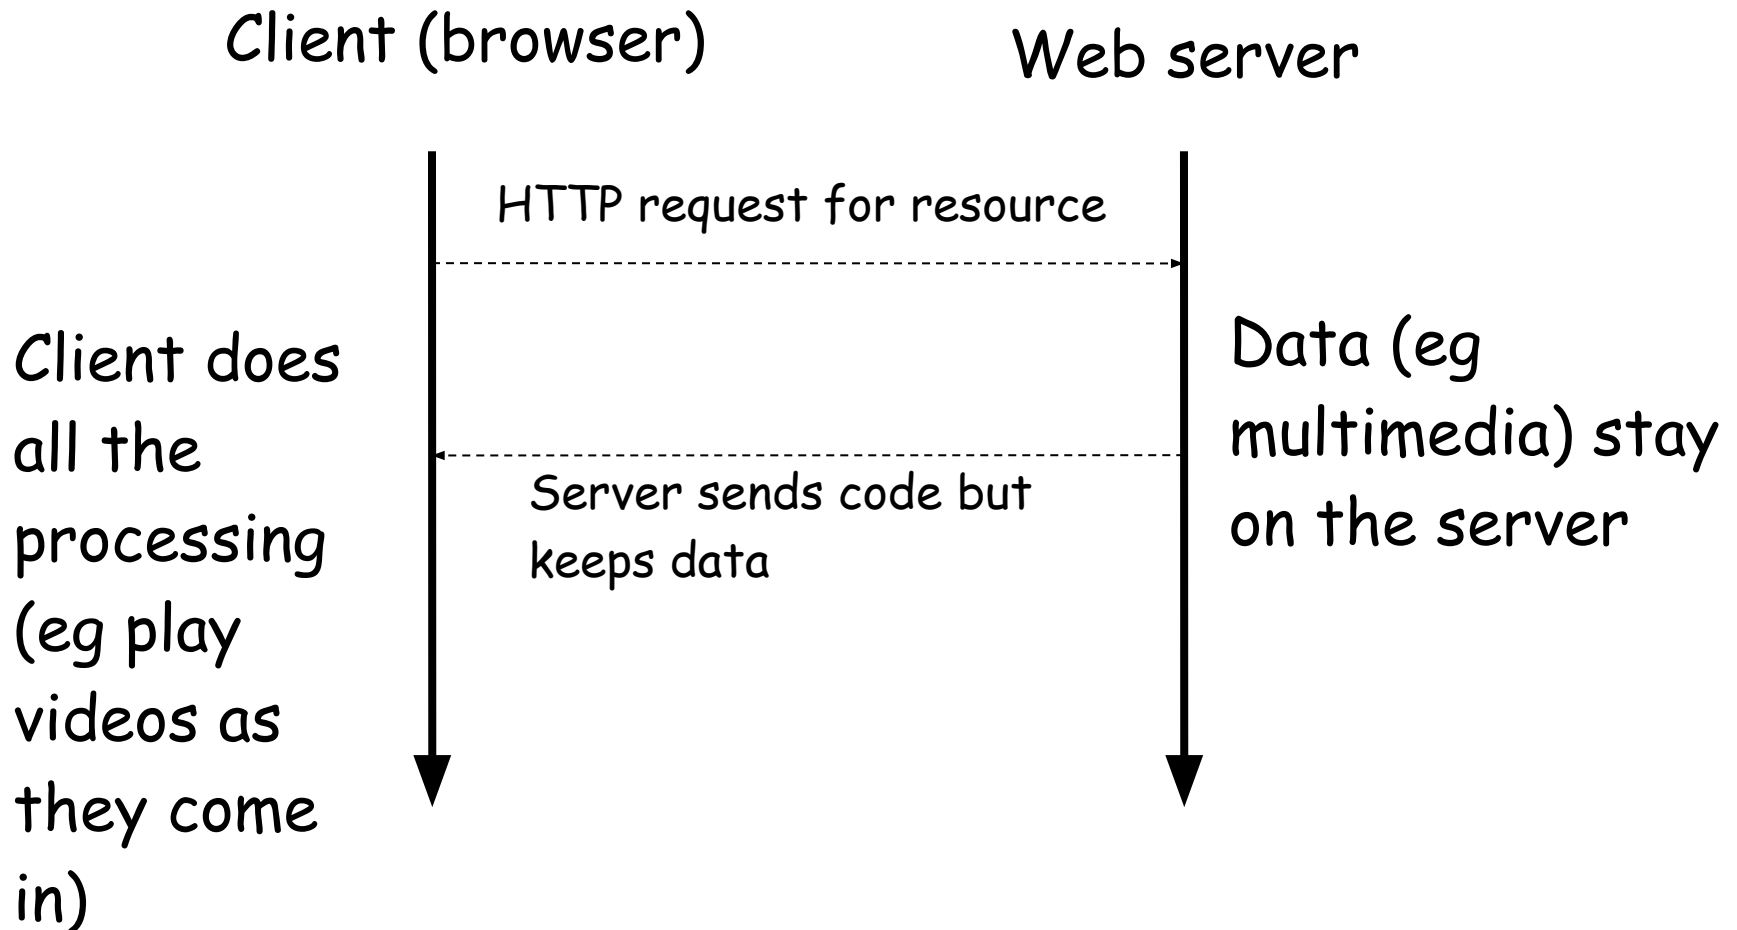 Client (browser)
Web server
HTTP request for resource
Client does
all the
processing
(eg play
videos as
they come
in)
Data (eg
multimedia) stay
on the server
Server sends code but
keeps data